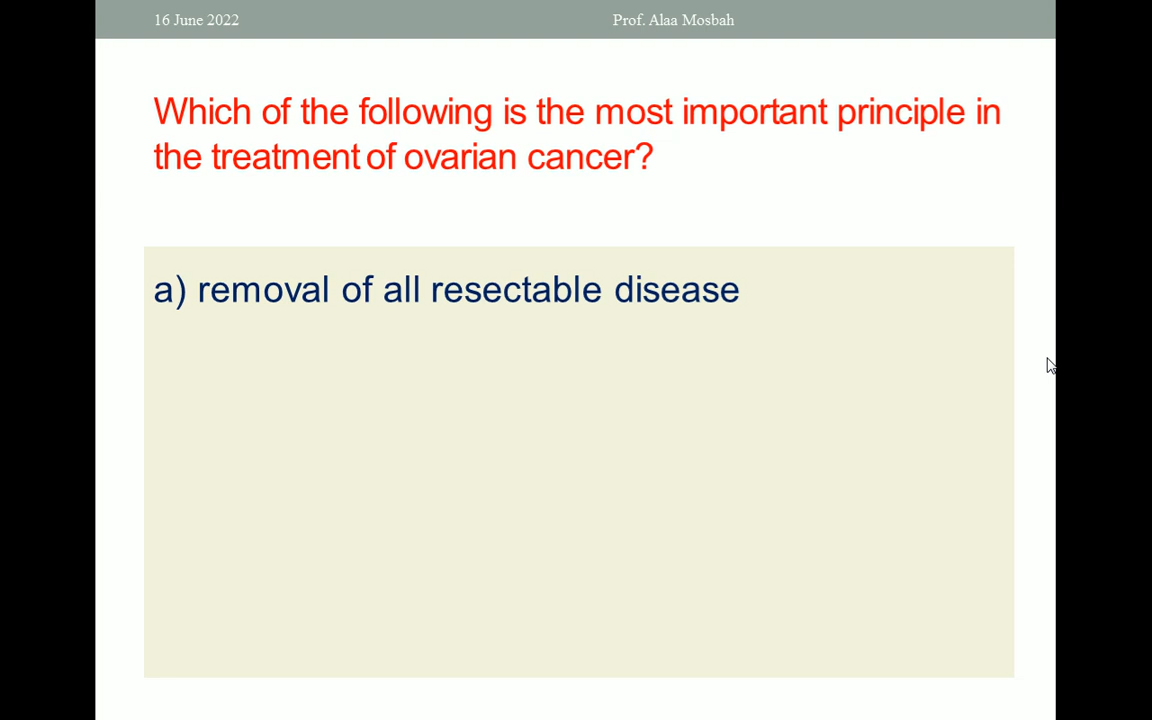 16 June 2022
Prof. Alaa Mosbah
Which of the following is the most important principle in
the treatment of ovarian cancer?
a) removal of all resectable disease